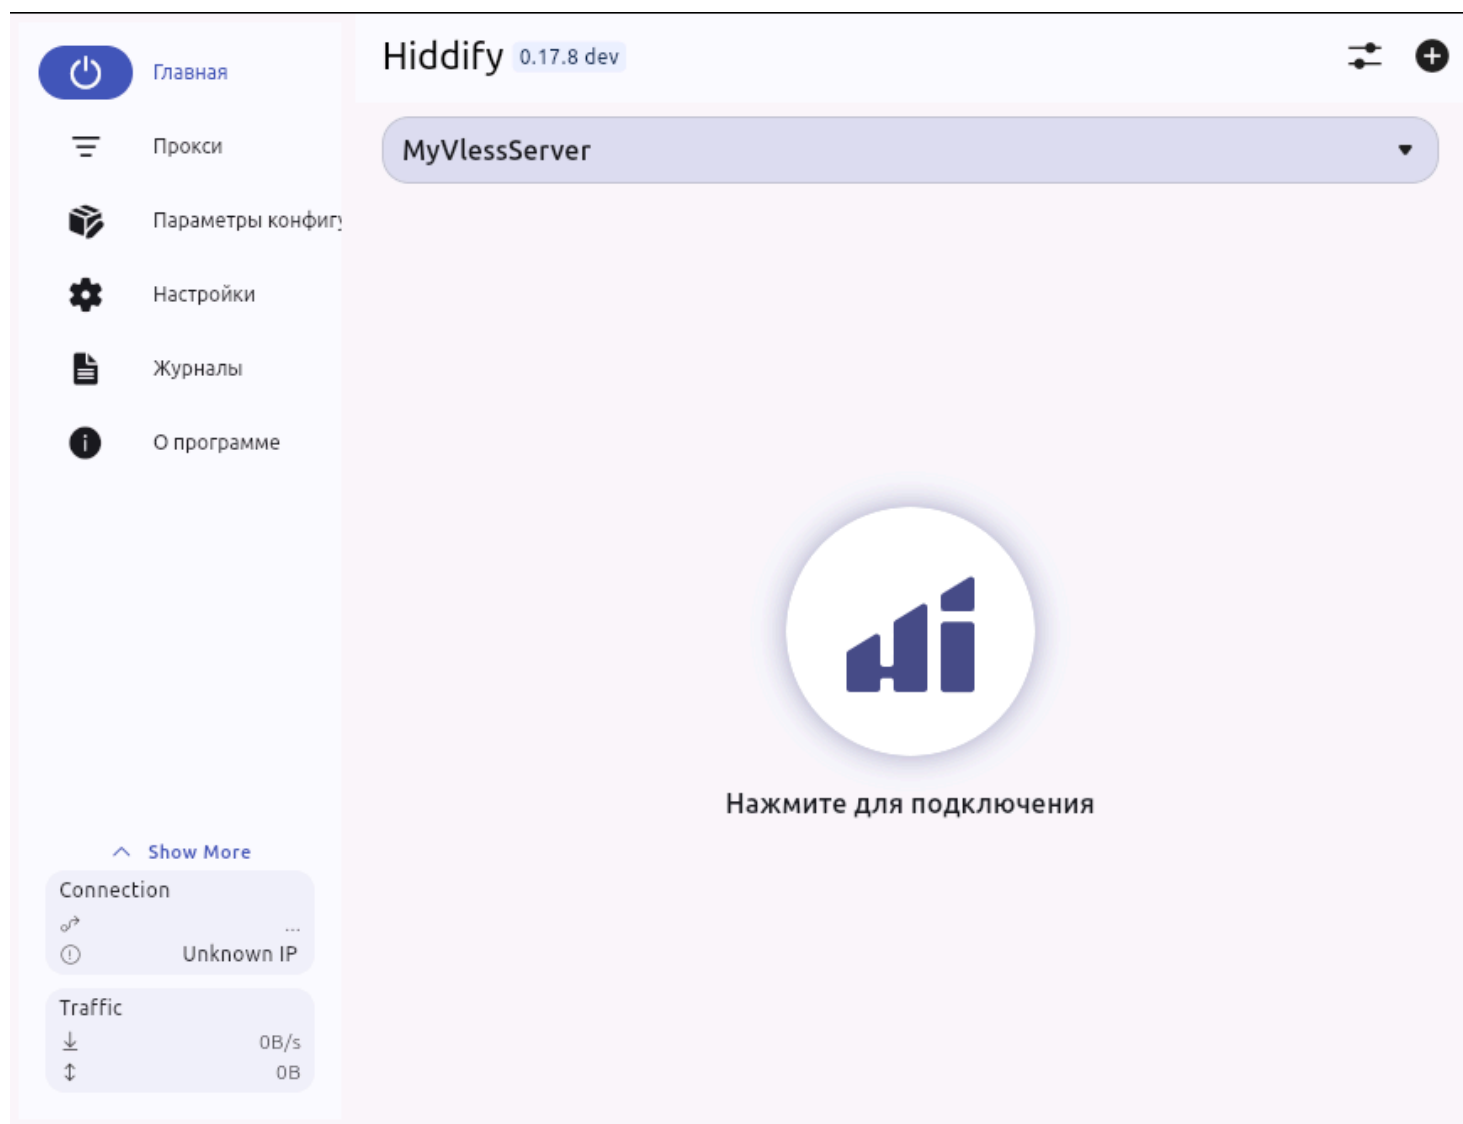 Главная
Прокси
Параметры конфигу
Настройки
Журналы
О программе
Show More
Connection
...
Unknown IP
Traffic
0B/s
0B
Hiddify 0.17.8 dev
MyVlessServer
Нажмите для подключения